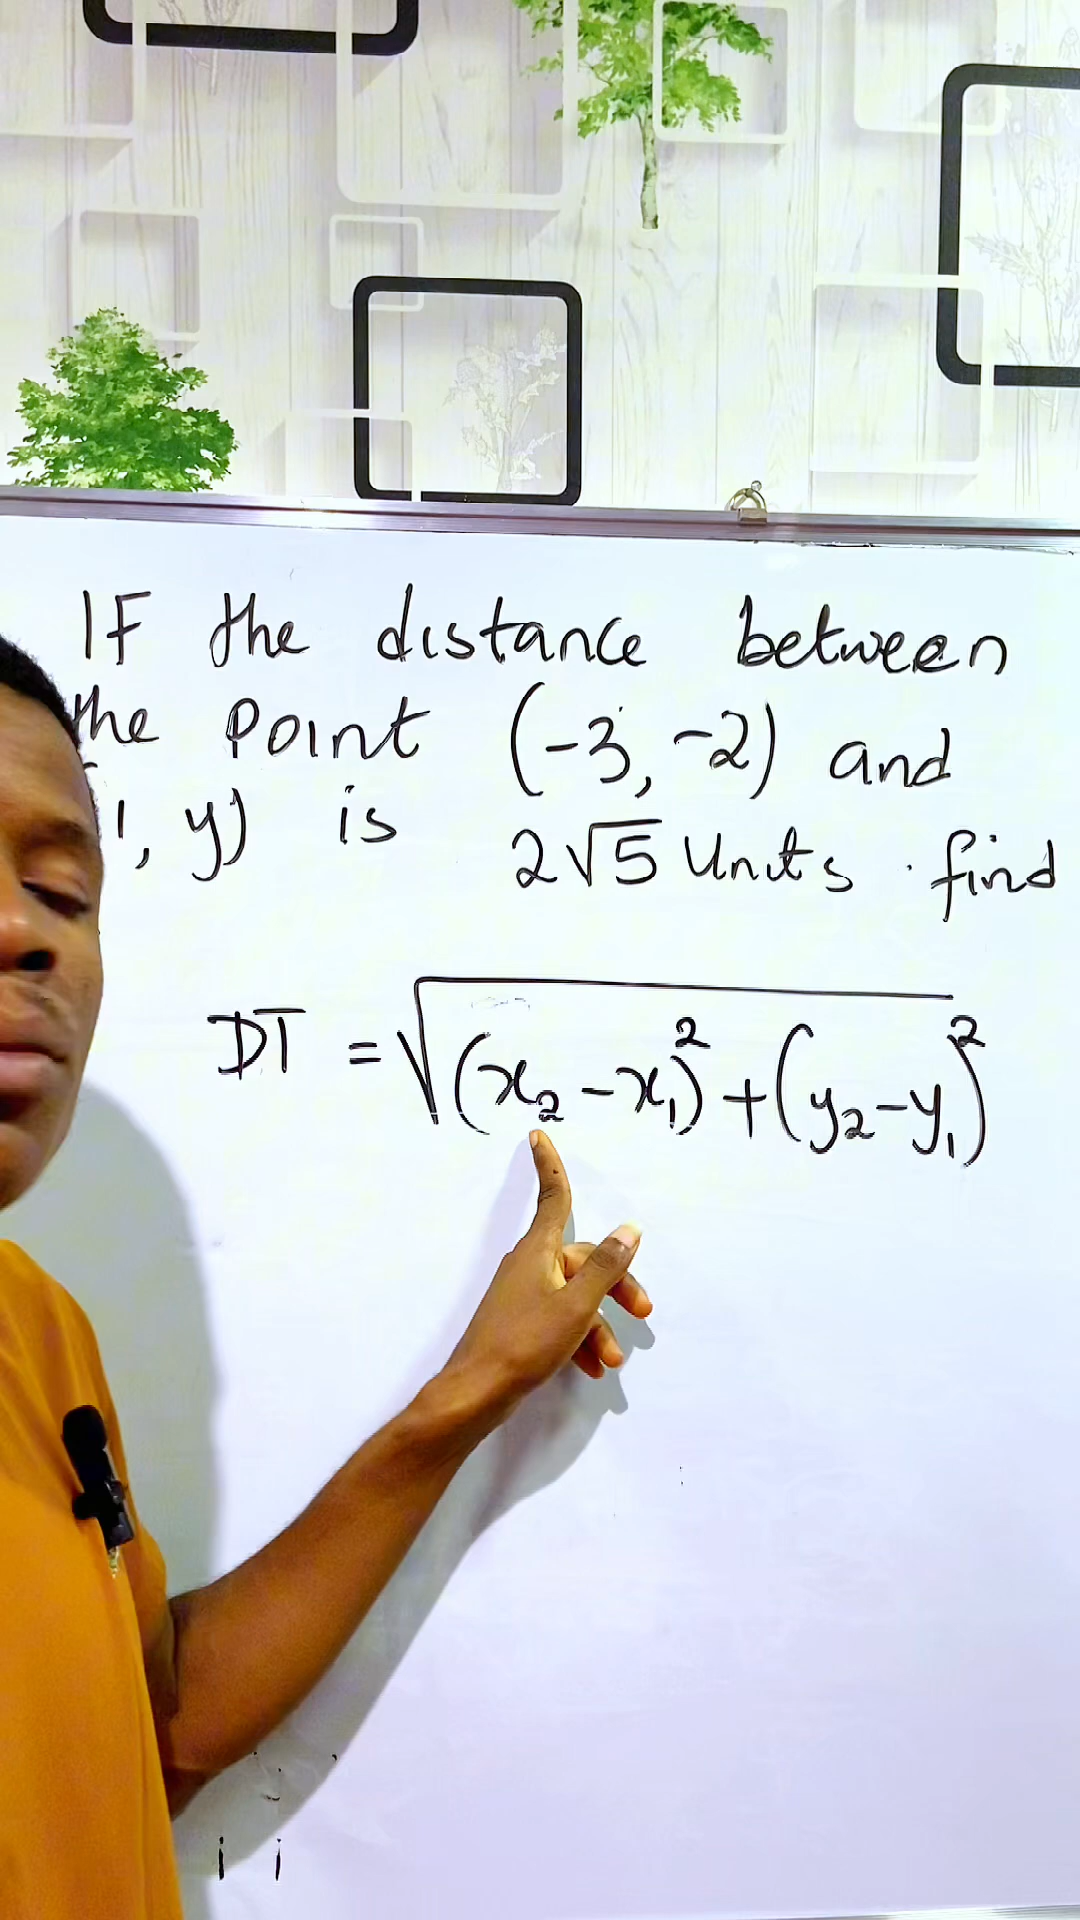 IF the distance between
the point (-3, -2) and
1, y) is 2√5 Units. find
DT = √(x₂-x₁)² + (y₂-y₁)²
i i